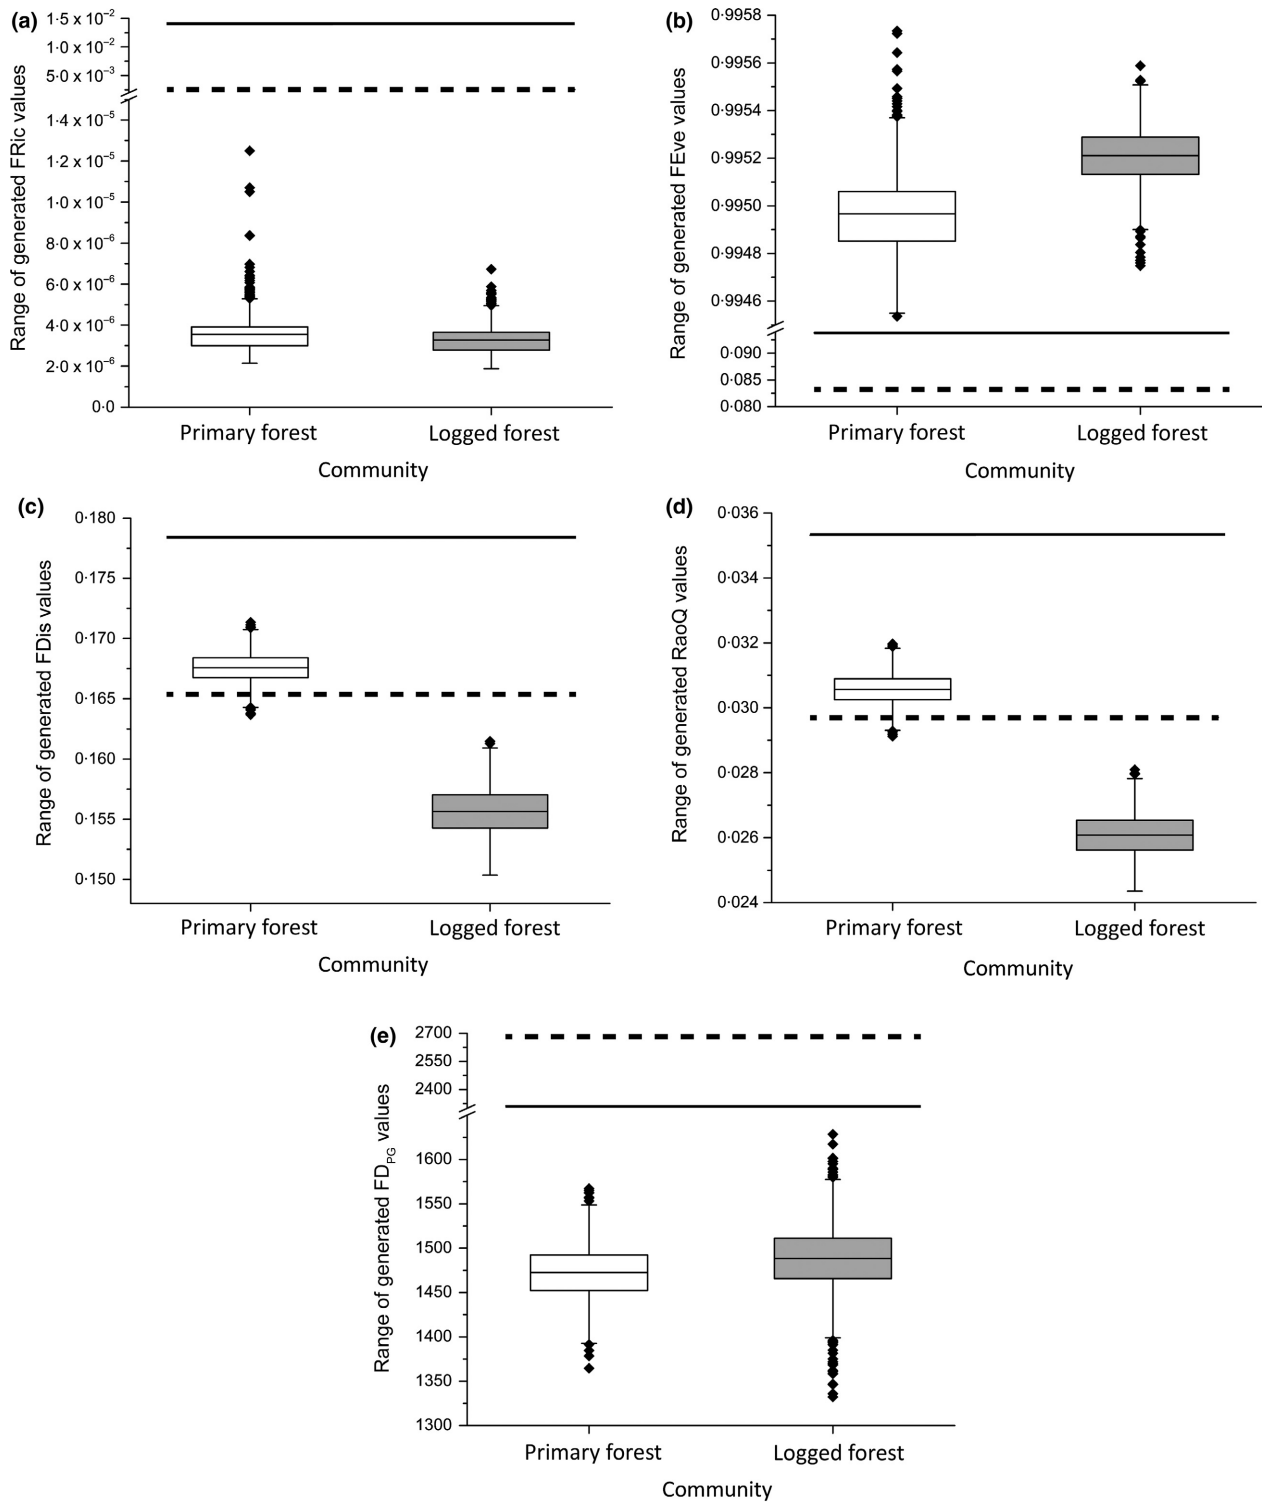 (a)
Range of generated FRic values
1·5 x 10⁻²
1·0 x 10⁻²
5·0 x 10⁻³
1·4 x 10⁻⁵
1·2 x 10⁻⁵
1·0 x 10⁻⁵
8·0 x 10⁻⁶
6·0 x 10⁻⁶
4·0 x 10⁻⁶
2·0 x 10⁻⁶
0·0
Primary forest Logged forest
Community
(b)
Range of generated FEve values
0·9958
0·9956
0·9954
0·9952
0·9950
0·9948
0·9946
0·090
0·085
0·080
Primary forest Logged forest
Community
(c)
Range of generated FDis values
0·180
0·175
0·170
0·165
0·160
0·155
0·150
Primary forest Logged forest
Community
(d)
Range of generated RaoQ values
0·036
0·034
0·032
0·030
0·028
0·026
0·024
Primary forest Logged forest
Community
(e)
Range of generated FD_PG values
2700
2550
2400
1600
1550
1500
1450
1400
1350
1300
Primary forest Logged forest
Community